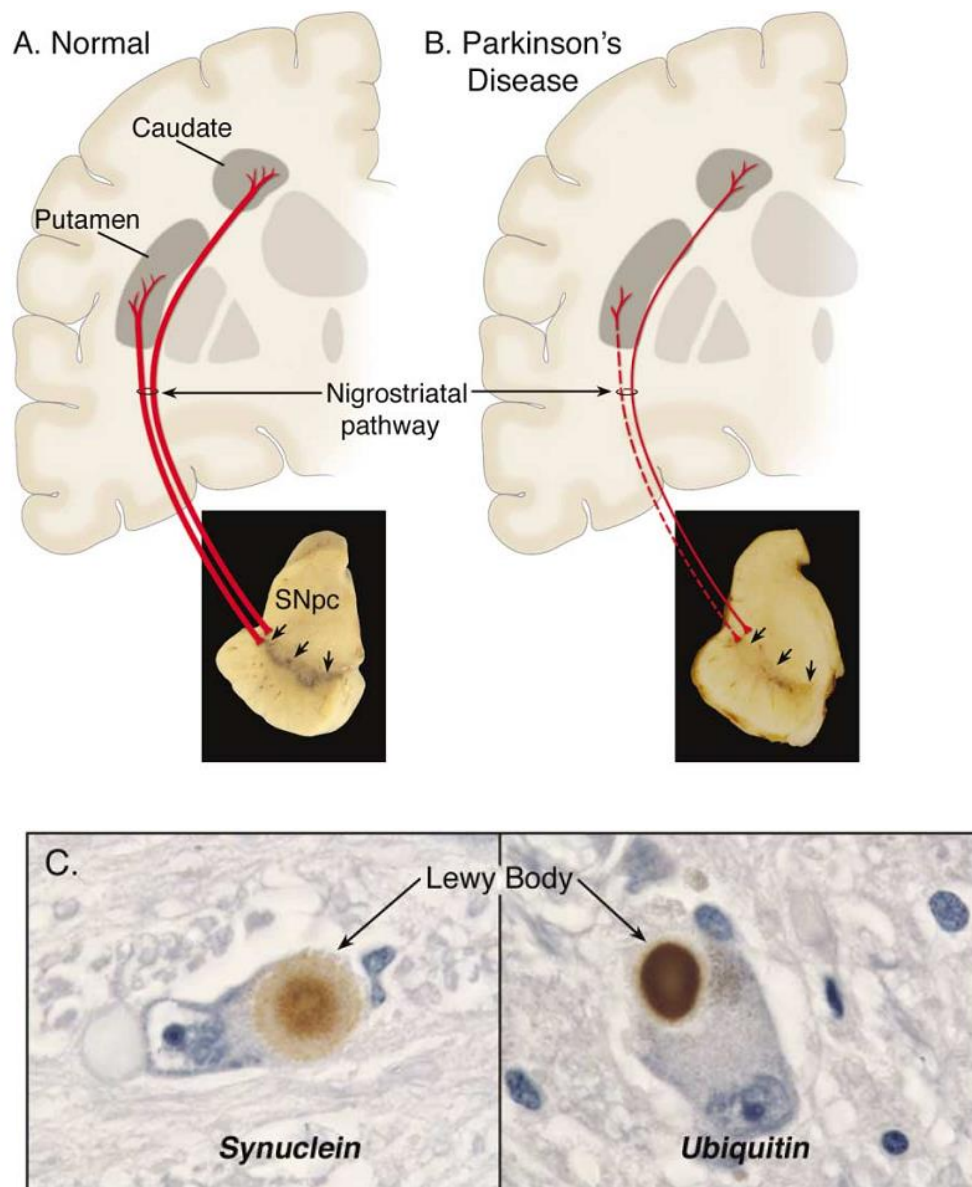 A. Normal
B. Parkinson's
Disease
Caudate
Putamen
Nigrostriatal
pathway
SNpc
C.
Lewy Body
Synuclein
Ubiquitin